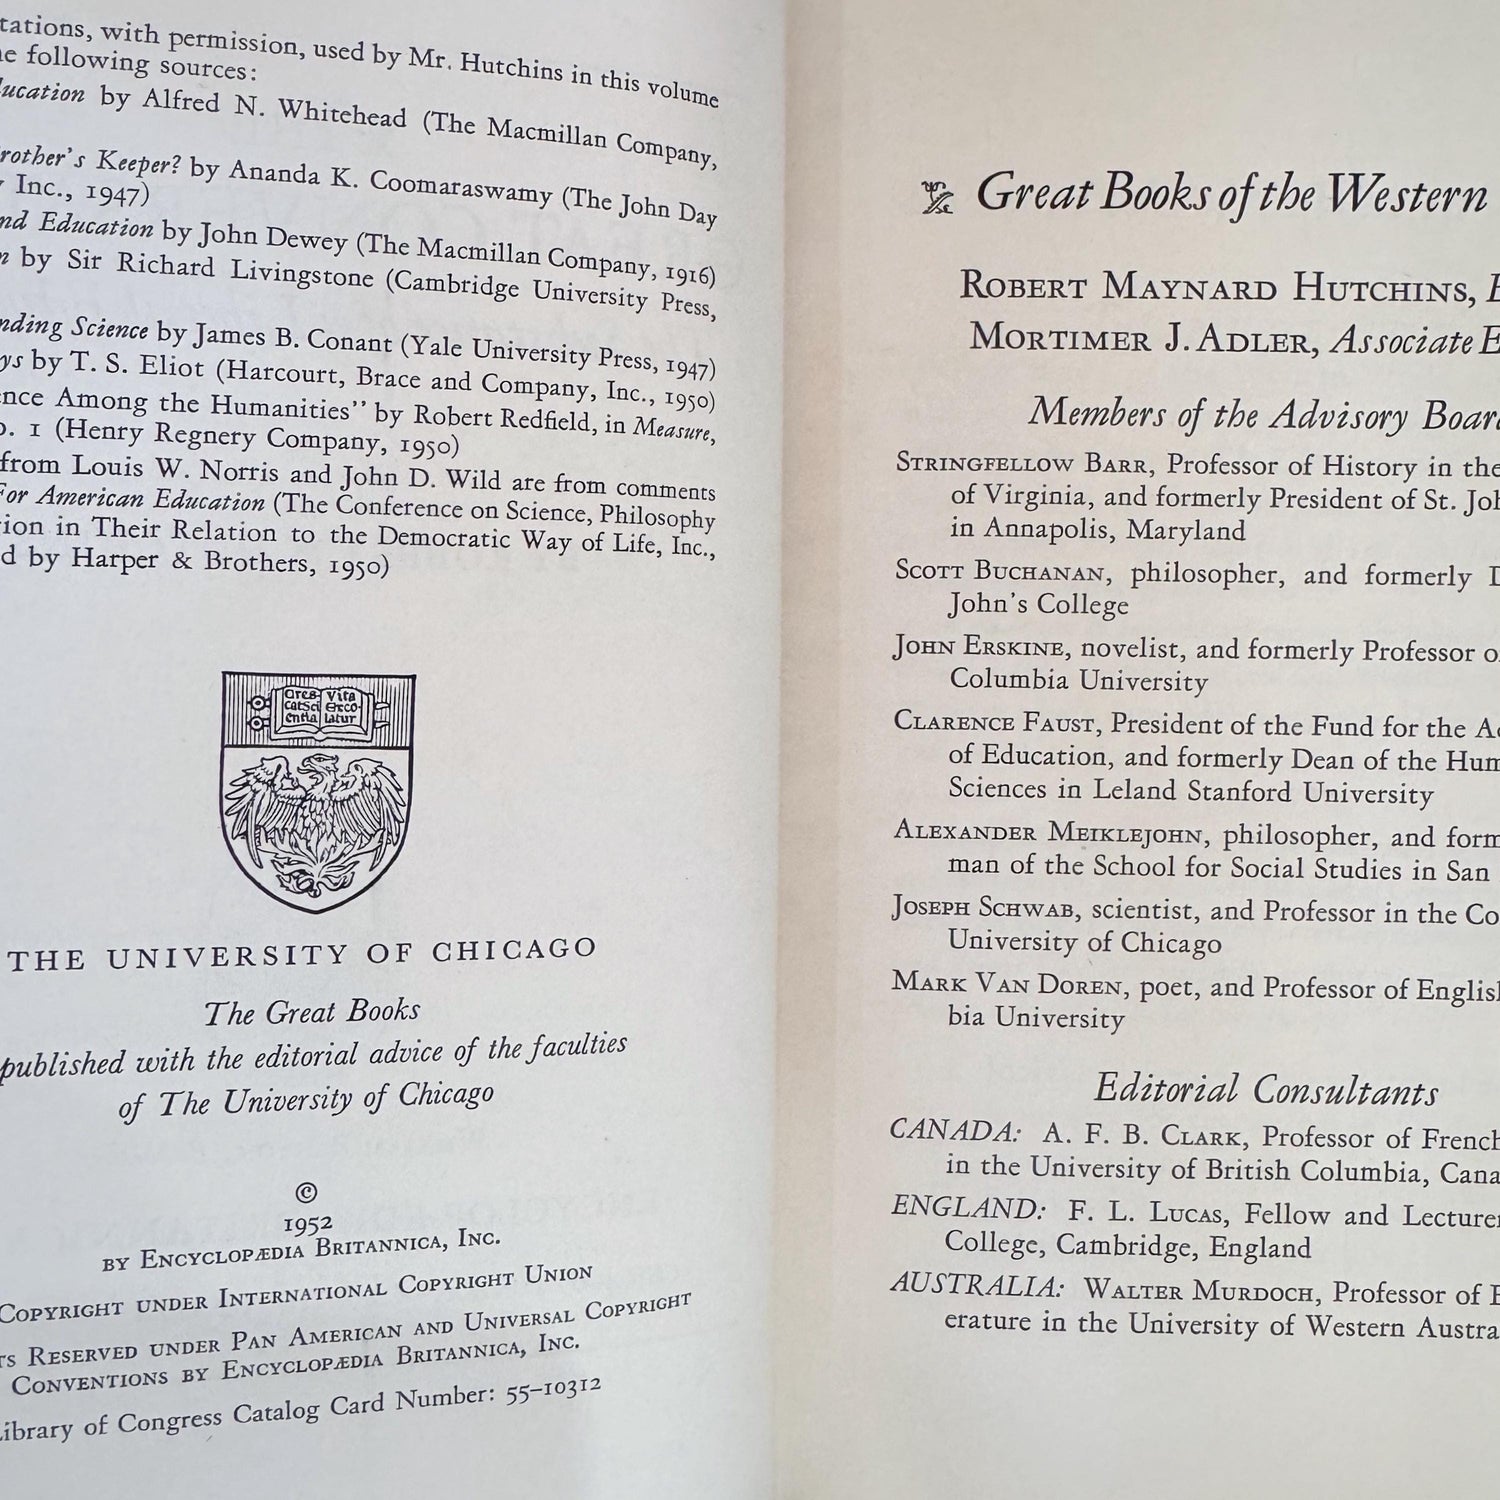 tations, with permission, used by Mr. Hutchins in this volume
following sources:
ucation by Alfred N. Whitehead (The Macmillan Company,
rother's Keeper? by Ananda K. Coomaraswamy (The John Day
Inc., 1947)
nd Education by John Dewey (The Macmillan Company, 1916)
by Sir Richard Livingstone (Cambridge University Press,
nding Science by James B. Conant (Yale University Press, 1947)
ys by T. S. Eliot (Harcourt, Brace and Company, Inc., 1950)
nce Among the Humanities" by Robert Redfield, in Measure,
o. 1 (Henry Regnery Company, 1950)
from Louis W. Norris and John D. Wild are from comments
For American Education (The Conference on Science, Philosophy
ion in Their Relation to the Democratic Way of Life, Inc.,
d by Harper & Brothers, 1950)
Cres Vita
catSci Exco-
entia latur
THE UNIVERSITY OF CHICAGO
The Great Books
published with the editorial advice of the faculties
of The University of Chicago
©
1952
BY ENCYCLOPÆDIA BRITANNICA, INC.
COPYRIGHT UNDER INTERNATIONAL COPYRIGHT UNION
TS RESERVED UNDER PAN AMERICAN AND UNIVERSAL COPYRIGHT
CONVENTIONS BY ENCYCLOPÆDIA BRITANNICA, INC.
Library of Congress Catalog Card Number: 55-10312
Great Books of the Western
ROBERT MAYNARD HUTCHINS, E
MORTIMER J. ADLER, Associate E
Members of the Advisory Boar
STRINGFELLOW BARR, Professor of History in the
of Virginia, and formerly President of St. Joh
in Annapolis, Maryland
SCOTT BUCHANAN, philosopher, and formerly D
John's College
JOHN ERSKINE, novelist, and formerly Professor o
Columbia University
CLARENCE FAUST, President of the Fund for the A
of Education, and formerly Dean of the Hum
Sciences in Leland Stanford University
ALEXANDER MEIKLEJOHN, philosopher, and form
man of the School for Social Studies in San
JOSEPH SCHWAB, scientist, and Professor in the Co
University of Chicago
MARK VAN DOREN, poet, and Professor of English
bia University
Editorial Consultants
CANADA: A. F. B. CLARK, Professor of French
in the University of British Columbia, Cana
ENGLAND: F. L. LUCAS, Fellow and Lecturer
College, Cambridge, England
AUSTRALIA: WALTER MURDOCH, Professor of E
erature in the University of Western Austra